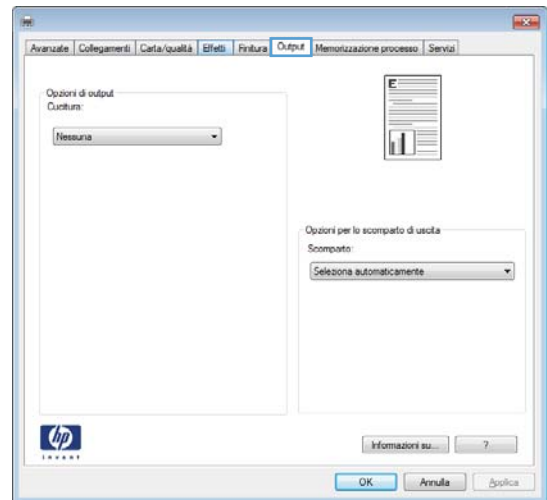 Avanzate Collegamenti Carta/qualità Effetti Finitura Output Memorizzazione processo Servizi
Opzioni di output
Cucitura:
Nessuna
E
Opzioni per lo scomparto di uscita
Scomparto:
Seleziona automaticamente
hp
invent
Informazioni su... ?
OK Annulla Applica